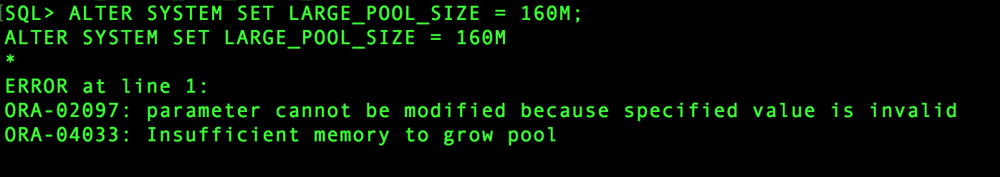 SQL> ALTER SYSTEM SET LARGE_POOL_SIZE = 160M;
ALTER SYSTEM SET LARGE_POOL_SIZE = 160M
*
ERROR at line 1:
ORA-02097: parameter cannot be modified because specified value is invalid
ORA-04033: Insufficient memory to grow pool